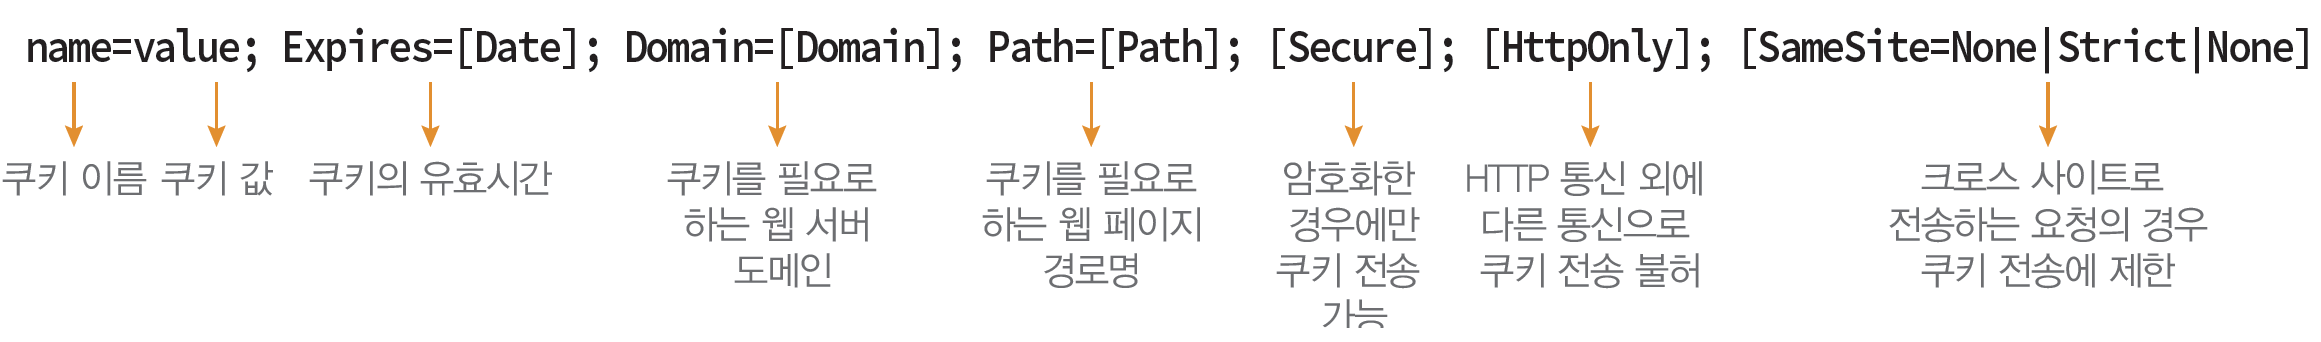 name=value; Expires=[Date]; Domain=[Domain]; Path=[Path]; [Secure]; [HttpOnly]; [SameSite=None|Strict|None]
쿠키 이름
쿠키 값
쿠키의 유효시간
쿠키를 필요로
하는 웹 서버
도메인
쿠키를 필요로
하는 웹 페이지
경로명
암호화한
경우에만
쿠키 전송
가능
HTTP 통신 외에
다른 통신으로
쿠키 전송 불허
크로스 사이트로
전송하는 요청의 경우
쿠키 전송에 제한